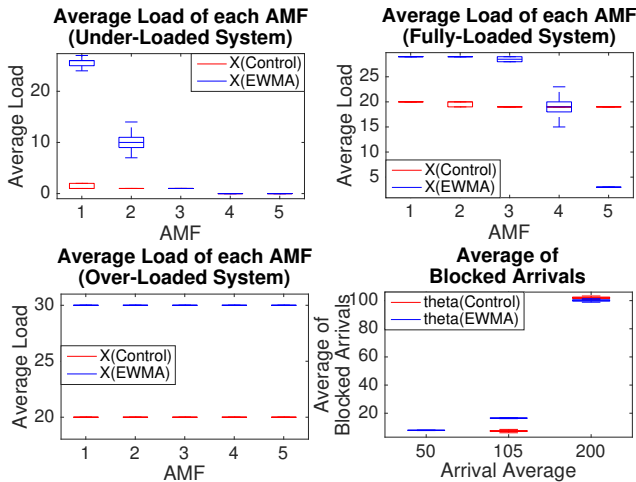 Average Load of each AMF
(Under-Loaded System)
Average Load
20
10
0
X(Control)
X(EWMA)
1 2 3 4 5
AMF
Average Load of each AMF
(Fully-Loaded System)
Average Load
25
20
15
10
5
X(Control)
X(EWMA)
1 2 3 4 5
AMF
Average Load of each AMF
(Over-Loaded System)
Average Load
30
25
20
X(Control)
X(EWMA)
1 2 3 4 5
AMF
Average of
Blocked Arrivals
Average of
Blocked Arrivals
100
80
60
40
20
theta(Control)
theta(EWMA)
50 105 200
Arrival Average